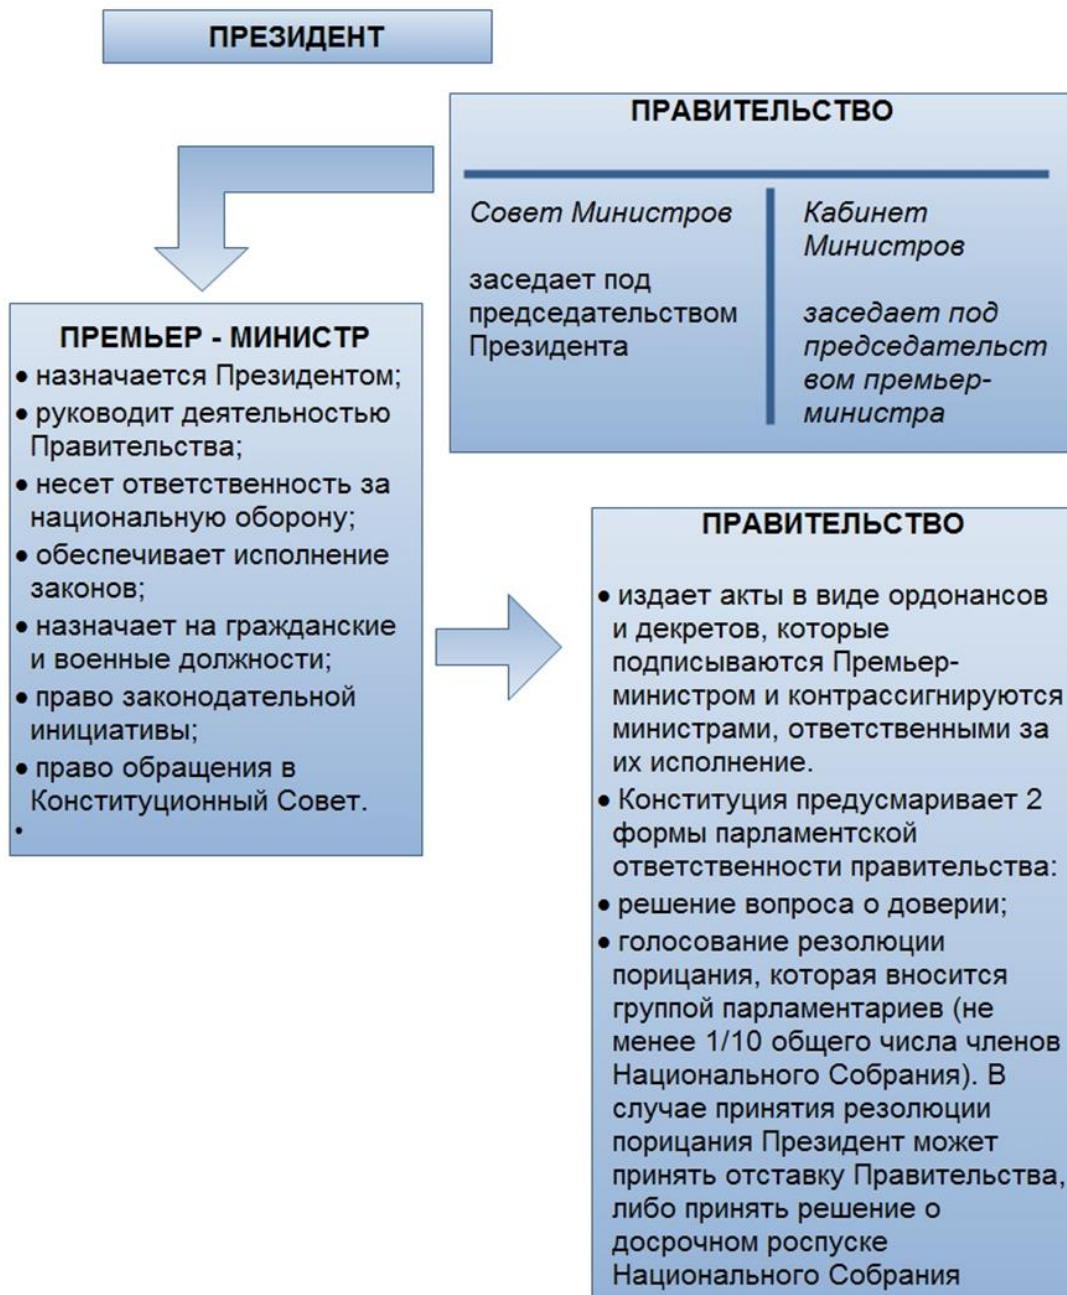 ПРЕЗИДЕНТ
ПРАВИТЕЛЬСТВО
Совет Министров
заседает под
председательством
Президента
Кабинет
Министров
заседает под
председательст
вом премьер-
министра
ПРЕМЬЕР - МИНИСТР
• назначается Президентом;
• руководит деятельностью
Правительства;
• несет ответственность за
национальную оборону;
• обеспечивает исполнение
законов;
• назначает на гражданские
и военные должности;
• право законодательной
инициативы;
• право обращения в
Конституционный Совет.
•
ПРАВИТЕЛЬСТВО
• издает акты в виде ордонансов
и декретов, которые
подписываются Премьер-
министром и контрассигнируются
министрами, ответственными за
их исполнение.
• Конституция предусмаривает 2
формы парламентской
ответственности правительства:
• решение вопроса о доверии;
• голосование резолюции
порицания, которая вносится
группой парламентариев (не
менее 1/10 общего числа членов
Национального Собрания). В
случае принятия резолюции
порицания Президент может
принять отставку Правительства,
либо принять решение о
досрочном роспуске
Национального Собрания